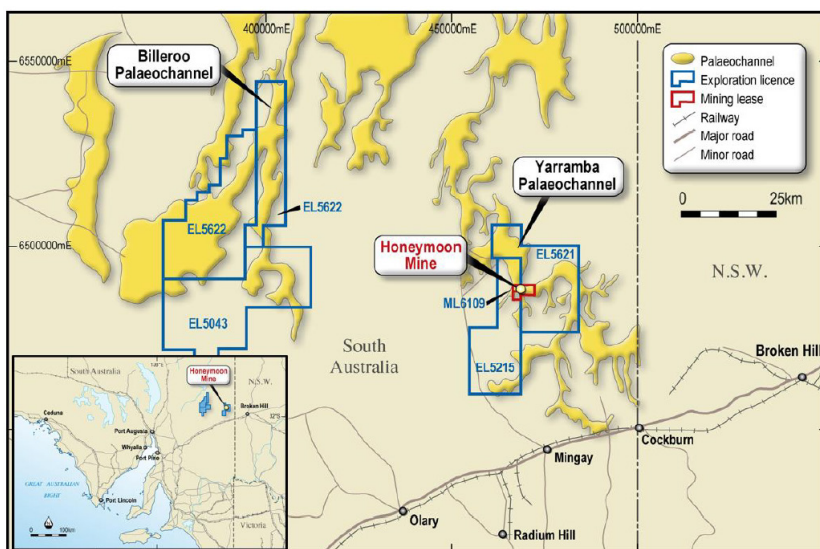 400000mE
450000mE
500000mE
6550000mE
6500000mE
Billeroo
Palaeochannel
Palaeochannel
Exploration licence
Mining lease
Railway
Major road
Minor road
0
25km
EL5622
EL5622
EL5043
Yarramba
Palaeochannel
Honeymoon
Mine
EL5621
ML6109
EL5215
N.S.W.
South
Australia
Broken Hill
Cockburn
Mingay
Olary
Radium Hill
South Australia
Honeymoon
Mine
N.S.W.
Ceduna
Port Augusta
Broken Hill
Whyalla
Port Pirie
GREAT AUSTRALIAN
BIGHT
Port Lincoln
Victoria
0
100km